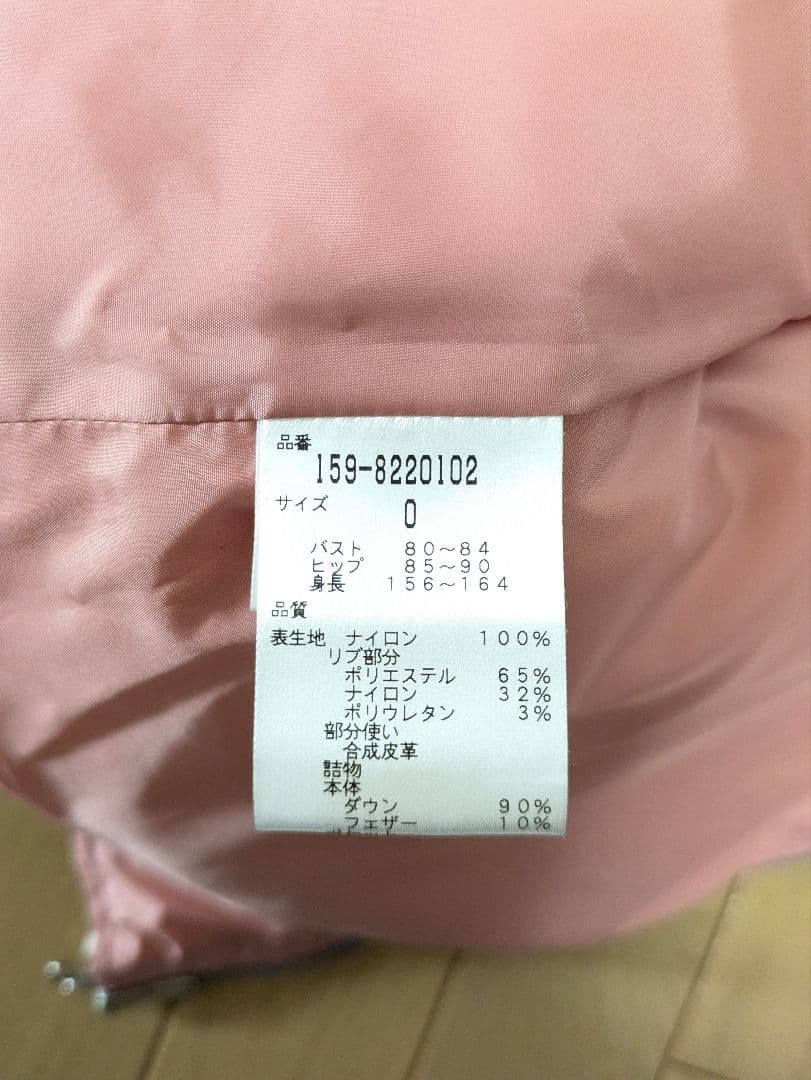 品番
159-8220102
サイズ
0
バスト 80～84
ヒップ 85～90
身長 156～164
品質
表生地 ナイロン 100%
リブ部分
ポリエステル 65%
ナイロン 32%
ポリウレタン 3%
部分使い
合成皮革
詰物
本体
ダウン 90%
フェザー 10%